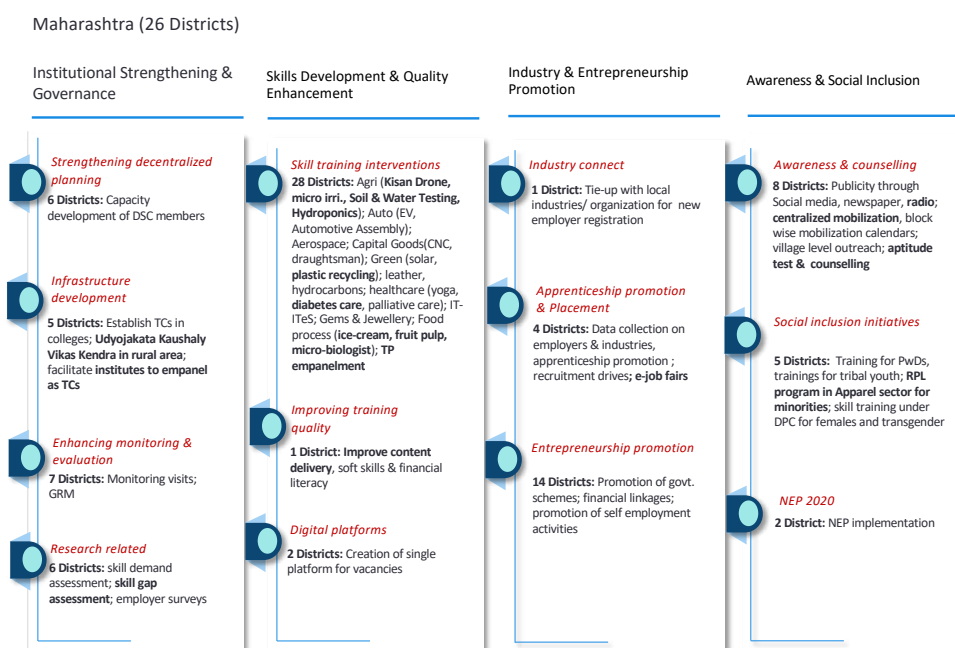 Maharashtra (26 Districts)
Institutional Strengthening &
Governance
Strengthening decentralized
planning
6 Districts: Capacity
development of DSC members
Infrastructure
development
5 Districts: Establish TCs in
colleges; Udyojakata Kaushaly
Vikas Kendra in rural area;
facilitate institutes to empanel
as TCs
Enhancing monitoring &
evaluation
7 Districts: Monitoring visits;
GRM
Research related
6 Districts: skill demand
assessment; skill gap
assessment; employer surveys
Skills Development & Quality
Enhancement
Skill training interventions
28 Districts: Agri (Kisan Drone,
micro irri., Soil & Water Testing,
Hydroponics); Auto (EV,
Automotive Assembly);
Aerospace; Capital Goods(CNC,
draughtsman); Green (solar,
plastic recycling); leather,
hydrocarbons; healthcare (yoga,
diabetes care, palliative care); IT-
ITeS; Gems & Jewellery; Food
process (ice-cream, fruit pulp,
micro-biologist); TP
empanelment
Improving training
quality
1 District: Improve content
delivery, soft skills & financial
literacy
Digital platforms
2 Districts: Creation of single
platform for vacancies
Industry & Entrepreneurship
Promotion
Industry connect
1 District: Tie-up with local
industries/ organization for new
employer registration
Apprenticeship promotion
& Placement
4 Districts: Data collection on
employers & industries,
apprenticeship promotion ;
recruitment drives; e-job fairs
Entrepreneurship promotion
14 Districts: Promotion of govt.
schemes; financial linkages;
promotion of self employment
activities
Awareness & Social Inclusion
Awareness & counselling
8 Districts: Publicity through
Social media, newspaper, radio;
centralized mobilization, block
wise mobilization calendars;
village level outreach; aptitude
test & counselling
Social inclusion initiatives
5 Districts: Training for PwDs,
trainings for tribal youth; RPL
program in Apparel sector for
minorities; skill training under
DPC for females and transgender
NEP 2020
2 District: NEP implementation